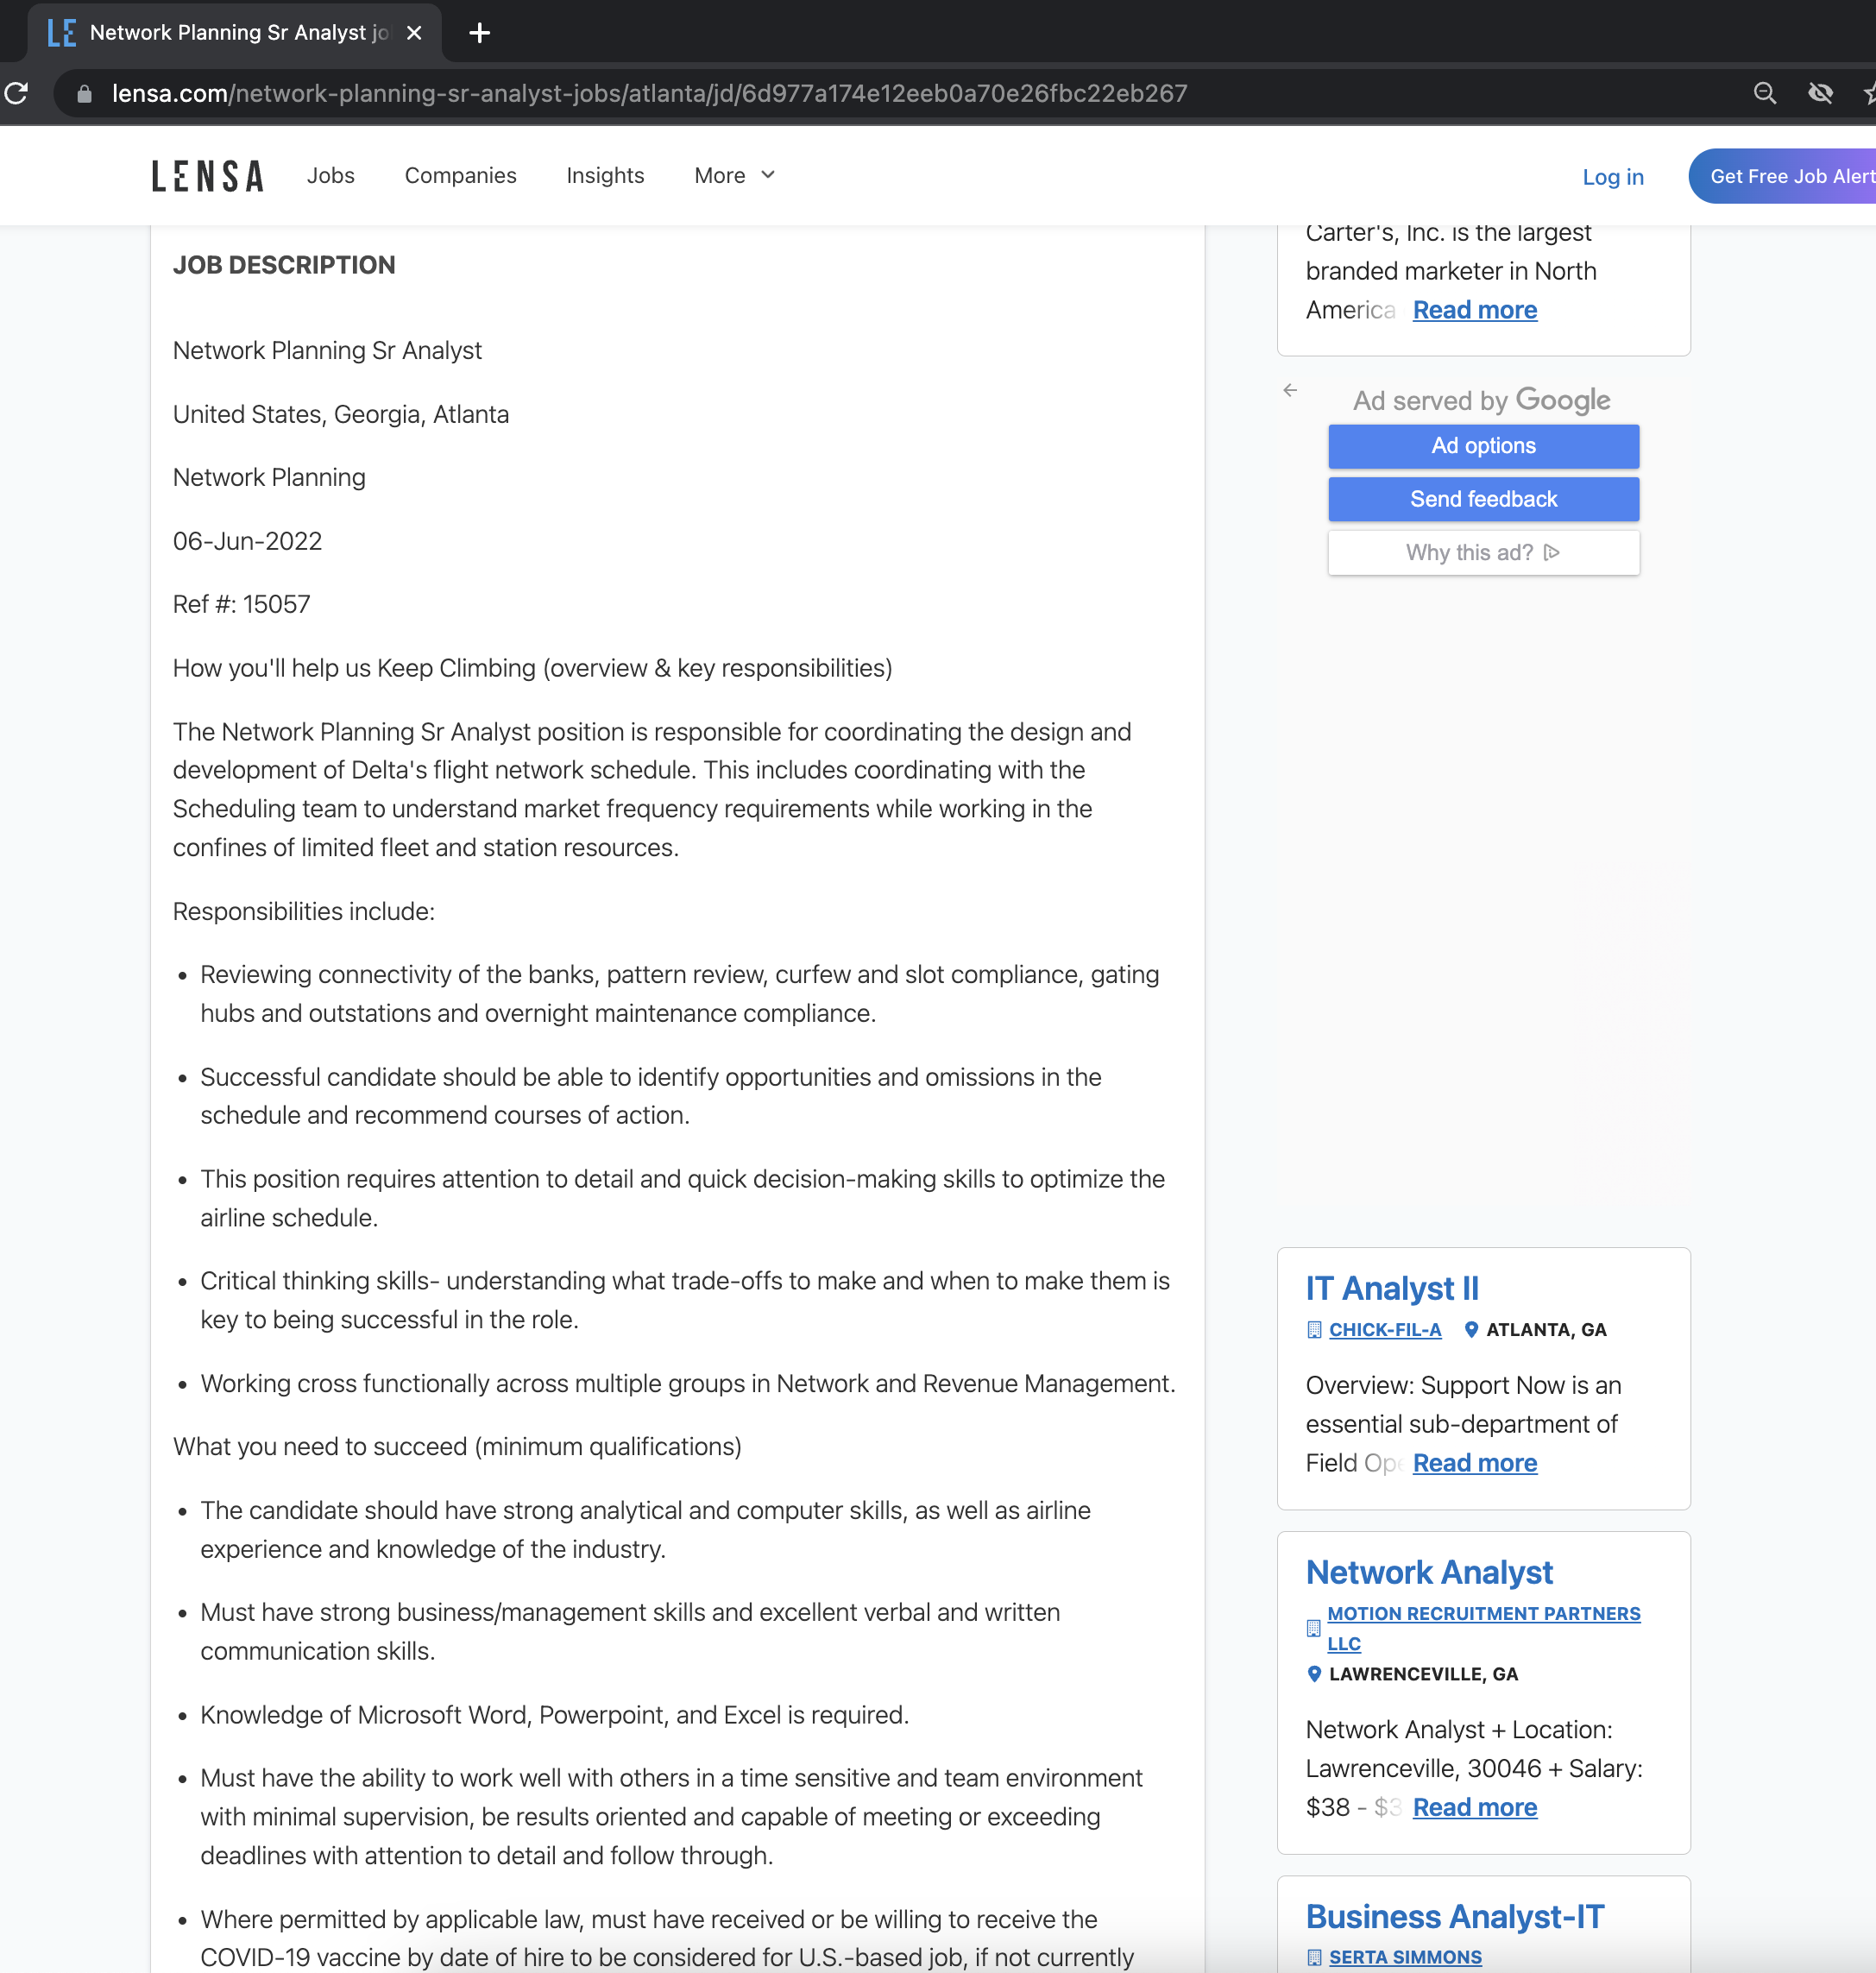 LE Network Planning Sr Analyst jo
lensa.com/network-planning-sr-analyst-jobs/atlanta/jd/6d977a174e12eeb0a70e26fbc22eb267
LENSA Jobs Companies Insights More Log in Get Free Job Alert
JOB DESCRIPTION
Network Planning Sr Analyst
United States, Georgia, Atlanta
Network Planning
06-Jun-2022
Ref #: 15057
How you'll help us Keep Climbing (overview & key responsibilities)
The Network Planning Sr Analyst position is responsible for coordinating the design and
development of Delta's flight network schedule. This includes coordinating with the
Scheduling team to understand market frequency requirements while working in the
confines of limited fleet and station resources.
Responsibilities include:
• Reviewing connectivity of the banks, pattern review, curfew and slot compliance, gating
hubs and outstations and overnight maintenance compliance.
• Successful candidate should be able to identify opportunities and omissions in the
schedule and recommend courses of action.
• This position requires attention to detail and quick decision-making skills to optimize the
airline schedule.
• Critical thinking skills- understanding what trade-offs to make and when to make them is
key to being successful in the role.
• Working cross functionally across multiple groups in Network and Revenue Management.
What you need to succeed (minimum qualifications)
• The candidate should have strong analytical and computer skills, as well as airline
experience and knowledge of the industry.
• Must have strong business/management skills and excellent verbal and written
communication skills.
• Knowledge of Microsoft Word, Powerpoint, and Excel is required.
• Must have the ability to work well with others in a time sensitive and team environment
with minimal supervision, be results oriented and capable of meeting or exceeding
deadlines with attention to detail and follow through.
• Where permitted by applicable law, must have received or be willing to receive the
COVID-19 vaccine by date of hire to be considered for U.S.-based job, if not currently
Carter's, Inc. is the largest
branded marketer in North
America Read more
Ad served by Google
Ad options
Send feedback
Why this ad?
IT Analyst II
CHICK-FIL-A ATLANTA, GA
Overview: Support Now is an
essential sub-department of
Field Ope Read more
Network Analyst
MOTION RECRUITMENT PARTNERS
LLC
LAWRENCEVILLE, GA
Network Analyst + Location:
Lawrenceville, 30046 + Salary:
$38 - $3 Read more
Business Analyst-IT
SERTA SIMMONS